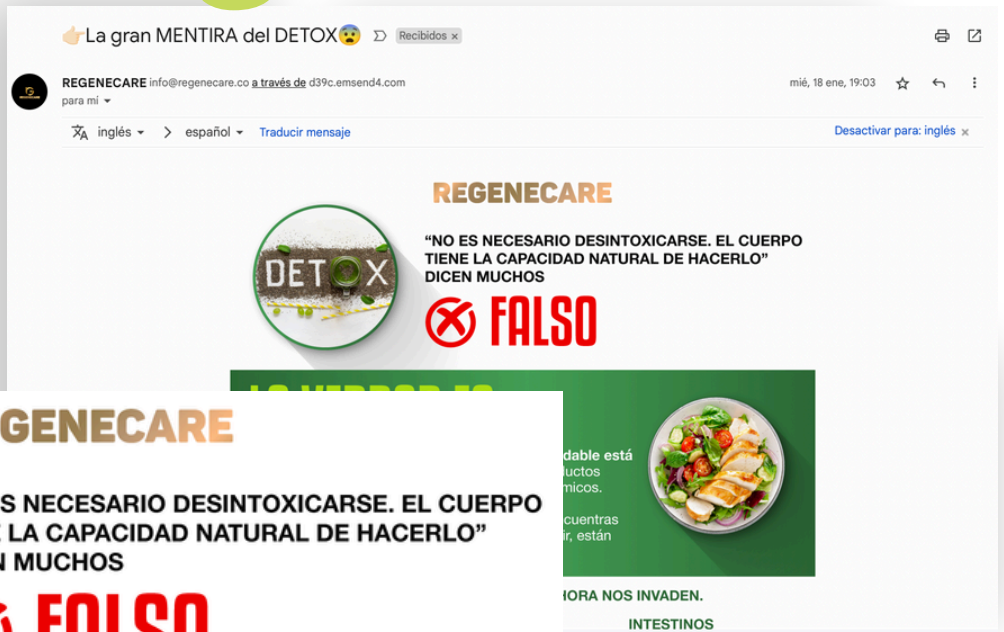 👉🏻La gran MENTIRA del DETOX😨 Recibidos x
REGENECARE info@regenecare.co a través de d39c.emsend4.com
mié, 18 ene, 19:03
para mí
inglés > español Traducir mensaje
Desactivar para: inglés x
REGENECARE
DETOX
“NO ES NECESARIO DESINTOXICARSE. EL CUERPO
TIENE LA CAPACIDAD NATURAL DE HACERLO”
DICEN MUCHOS
FALSO
dable está
uctos
micos.
cuentras
ir, están
HORA NOS INVADEN.
INTESTINOS
GENECARE
S NECESARIO DESINTOXICARSE. EL CUERPO
LA CAPACIDAD NATURAL DE HACERLO”
MUCHOS
FALSO